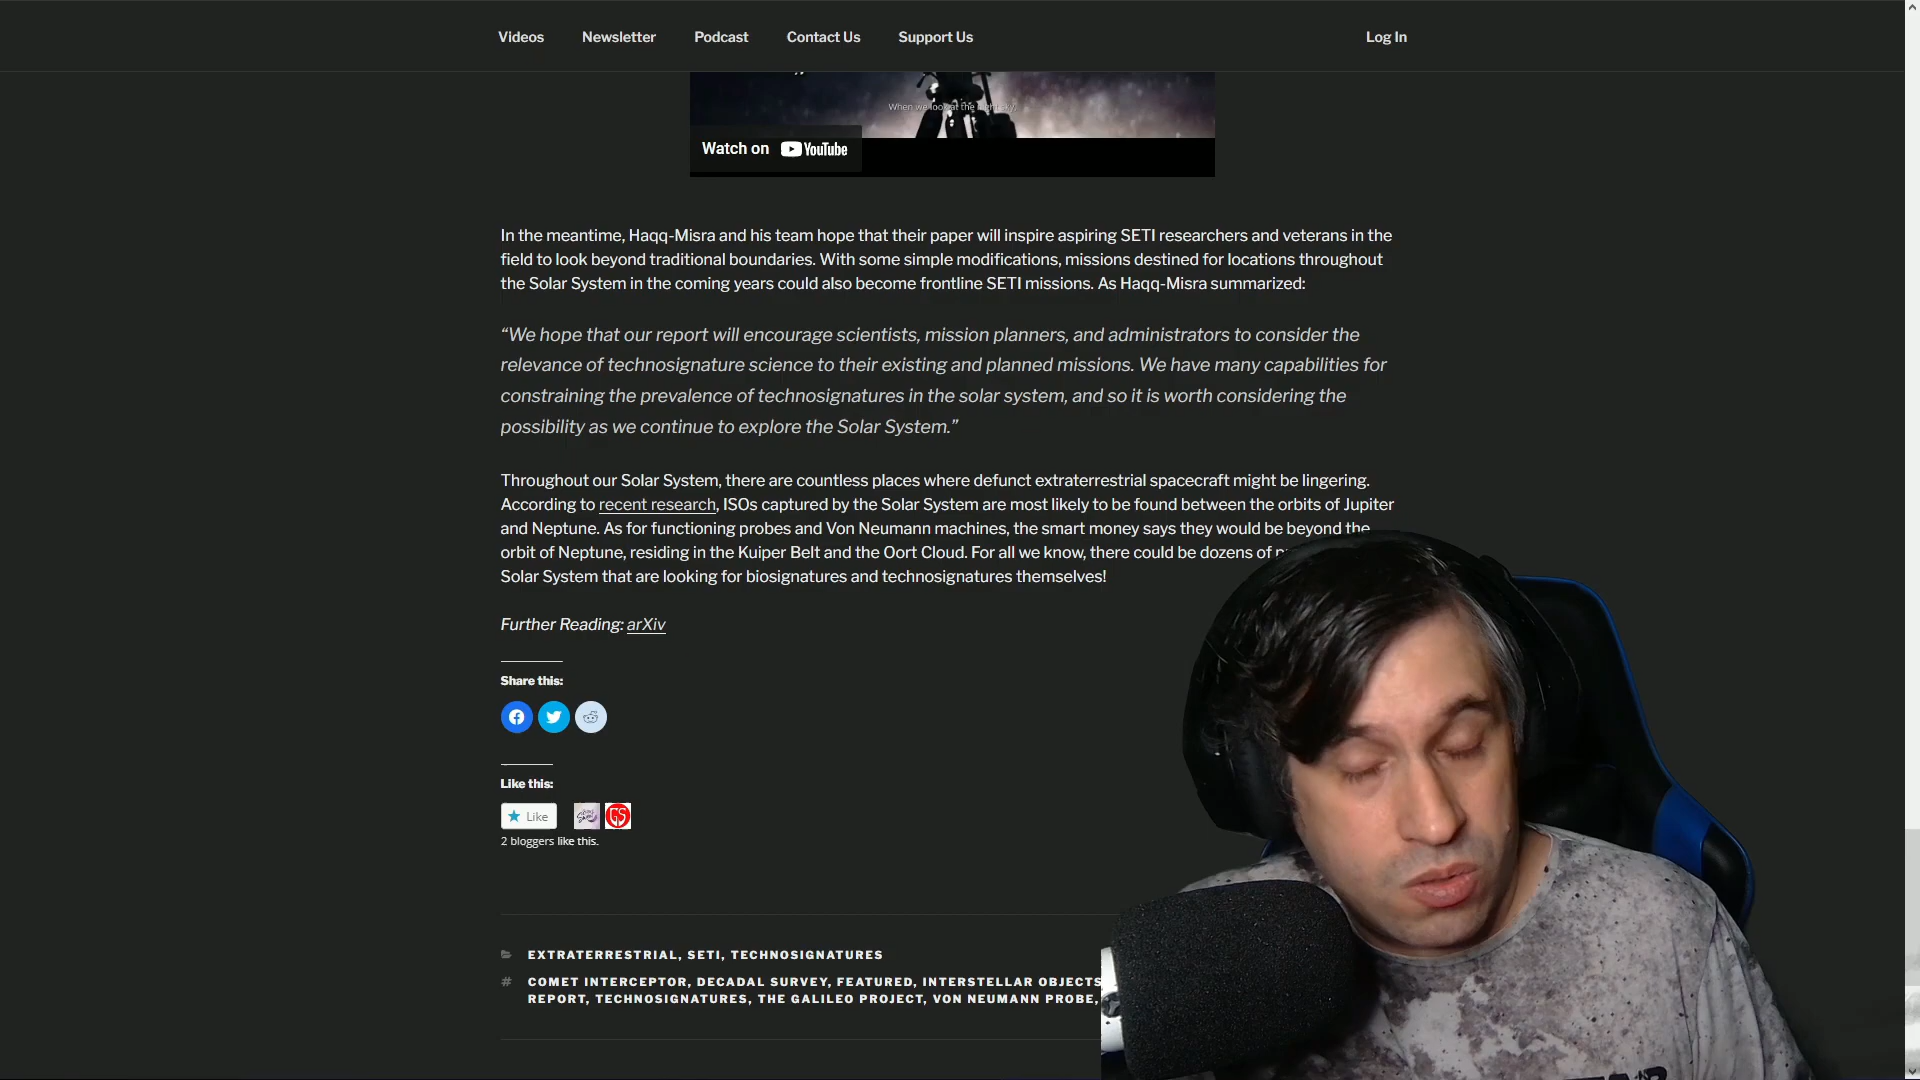 Videos Newsletter Podcast Contact Us Support Us Log In
When we look at the night sky,
Watch on YouTube
In the meantime, Haqq-Misra and his team hope that their paper will inspire aspiring SETI researchers and veterans in the
field to look beyond traditional boundaries. With some simple modifications, missions destined for locations throughout
the Solar System in the coming years could also become frontline SETI missions. As Haqq-Misra summarized:
“We hope that our report will encourage scientists, mission planners, and administrators to consider the
relevance of technosignature science to their existing and planned missions. We have many capabilities for
constraining the prevalence of technosignatures in the solar system, and so it is worth considering the
possibility as we continue to explore the Solar System.”
Throughout our Solar System, there are countless places where defunct extraterrestrial spacecraft might be lingering.
According to recent research, ISOs captured by the Solar System are most likely to be found between the orbits of Jupiter
and Neptune. As for functioning probes and Von Neumann machines, the smart money says they would be beyond the
orbit of Neptune, residing in the Kuiper Belt and the Oort Cloud. For all we know, there could be dozens of
Solar System that are looking for biosignatures and technosignatures themselves!
Further Reading: arXiv
Share this:
Like this:
Like
2 bloggers like this.
EXTRATERRESTRIAL, SETI, TECHNOSIGNATURES
COMET INTERCEPTOR, DECADAL SURVEY, FEATURED, INTERSTELLAR OBJECTS
REPORT, TECHNOSIGNATURES, THE GALILEO PROJECT, VON NEUMANN PROBE,